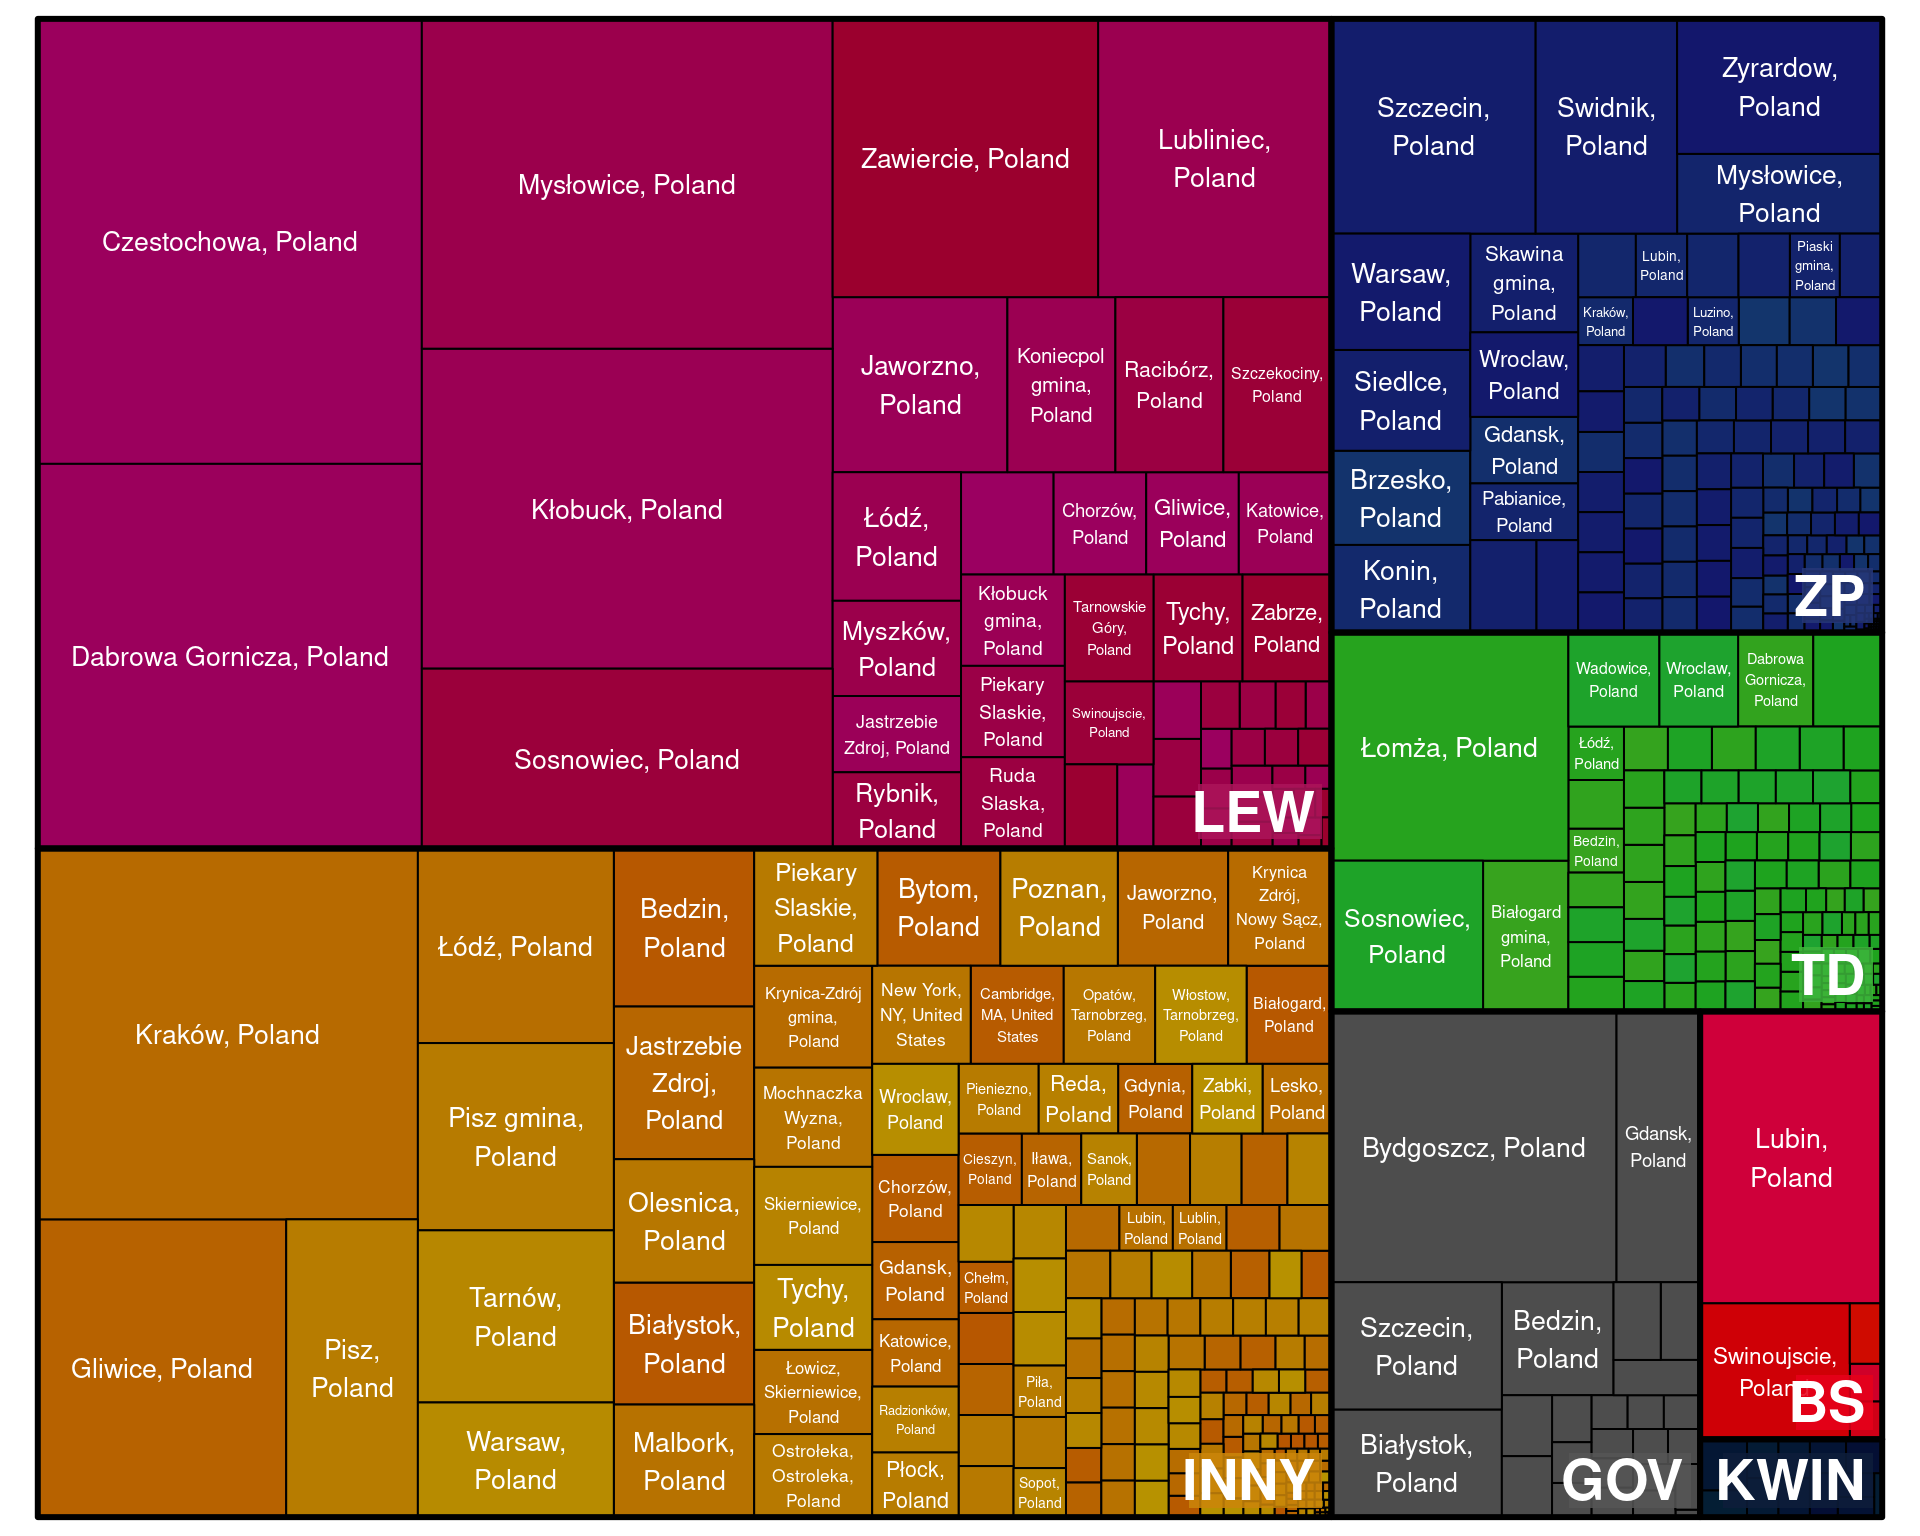 Czestochowa, Poland
Dabrowa Gornicza, Poland
Mysłowice, Poland
Kłobuck, Poland
Sosnowiec, Poland
Zawiercie, Poland
Lubliniec,
Poland
Jaworzno,
Poland
Koniecpol
gmina,
Poland
Racibórz,
Poland
Szczekociny,
Poland
Łódź,
Poland
Myszków,
Poland
Jastrzebie
Zdroj, Poland
Rybnik,
Poland
Chorzów,
Poland
Gliwice,
Poland
Katowice,
Poland
Kłobuck
gmina,
Poland
Piekary
Slaskie,
Poland
Ruda
Slaska,
Poland
Tarnowskie
Góry,
Poland
Tychy,
Poland
Zabrze,
Poland
Swinoujscie,
Poland
LEW
Szczecin,
Poland
Swidnik,
Poland
Zyrardow,
Poland
Mysłowice,
Poland
Warsaw,
Poland
Siedlce,
Poland
Brzesko,
Poland
Konin,
Poland
Skawina
gmina,
Poland
Wroclaw,
Poland
Gdansk,
Poland
Pabianice,
Poland
Lubin,
Poland
Piaski
gmina,
Poland
Kraków,
Poland
Luzino,
Poland
ZP
Łomża, Poland
Sosnowiec,
Poland
Białogard
gmina,
Poland
Wadowice,
Poland
Wroclaw,
Poland
Dabrowa
Gornicza,
Poland
Łódź,
Poland
Bedzin,
Poland
TD
Kraków, Poland
Gliwice, Poland
Pisz,
Poland
Łódź, Poland
Pisz gmina,
Poland
Tarnów,
Poland
Warsaw,
Poland
Bedzin,
Poland
Jastrzebie
Zdroj,
Poland
Olesnica,
Poland
Białystok,
Poland
Malbork,
Poland
Piekary
Slaskie,
Poland
Bytom,
Poland
Poznan,
Poland
Jaworzno,
Poland
Krynica
Zdrój,
Nowy Sącz,
Poland
Krynica-Zdrój
gmina,
Poland
Mochnaczka
Wyzna,
Poland
Skierniewice,
Poland
Tychy,
Poland
Łowicz,
Skierniewice,
Poland
Ostrołeka,
Ostroleka,
Poland
New York,
NY, United
States
Cambridge,
MA, United
States
Opatów,
Tarnobrzeg,
Poland
Włostow,
Tarnobrzeg,
Poland
Białogard,
Poland
Wroclaw,
Poland
Chorzów,
Poland
Gdansk,
Poland
Katowice,
Poland
Radzionków,
Poland
Płock,
Poland
Pieniezno,
Poland
Reda,
Poland
Gdynia,
Poland
Zabki,
Poland
Lesko,
Poland
Cieszyn,
Poland
Iława,
Poland
Sanok,
Poland
Lubin,
Poland
Lublin,
Poland
Chełm,
Poland
Piła,
Poland
Sopot,
Poland
INNY
Bydgoszcz, Poland
Gdansk,
Poland
Szczecin,
Poland
Bedzin,
Poland
Białystok,
Poland
GOV
Lubin,
Poland
Swinoujscie,
Poland
BS
KWIN